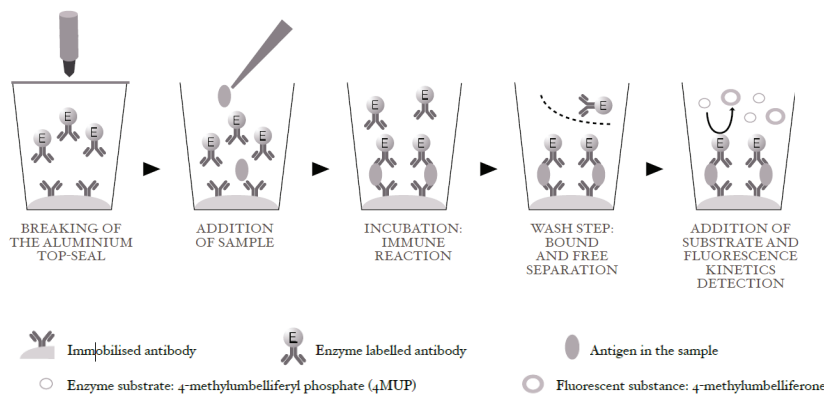 E E E
E E E
E E E E
E E E
E E
BREAKING OF
THE ALUMINIUM
TOP-SEAL
ADDITION
OF SAMPLE
INCUBATION:
IMMUNE
REACTION
WASH STEP:
BOUND
AND FREE
SEPARATION
ADDITION OF
SUBSTRATE AND
FLUORESCENCE
KINETICS
DETECTION
Immobilised antibody
E
Enzyme labelled antibody
Antigen in the sample
Enzyme substrate: 4-methylumbelliferyl phosphate (4MUP)
Fluorescent substance: 4-methylumbelliferone